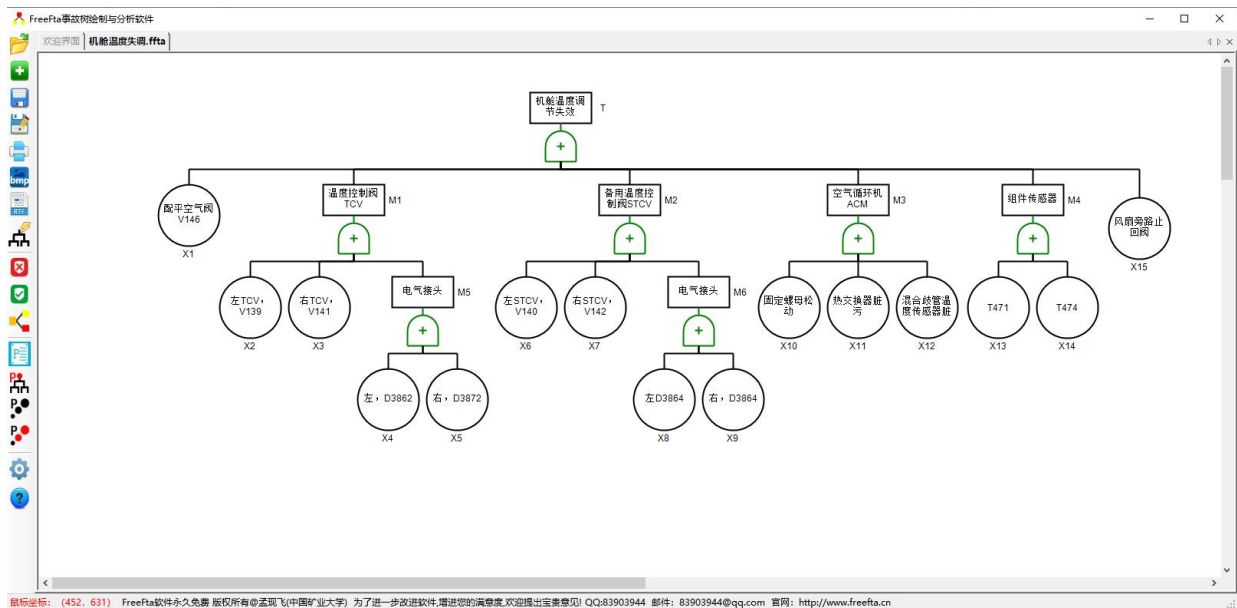 FreeFta事故树绘制与分析软件
欢迎界面
机舱温度失调.ffta
机舱温度调
节失效
T
配平空气阀
V146
X1
温度控制阀
TCV
M1
备用温度控
制阀STCV
M2
空气循环机
ACM
M3
组件传感器
M4
风扇旁路止
回阀
X15
左TCV，
V139
X2
右TCV，
V141
X3
电气接头
M5
左STCV，
V140
X6
右STCV，
V142
X7
电气接头
M6
固定螺母松
动
X10
热交换器脏
污
X11
混合歧管温
度传感器脏
X12
T471
X13
T474
X14
左，D3862
X4
右，D3872
X5
左D3864
X8
右，D3864
X9
bmp
RTF
鼠标坐标: （452，631） FreeFta软件永久免费 版权所有@孟现飞(中国矿业大学) 为了进一步改进软件,增进您的满意度,欢迎提出宝贵意见! QQ:83903944 邮件：83903944@qq.com 官网：http://www.freefta.cn